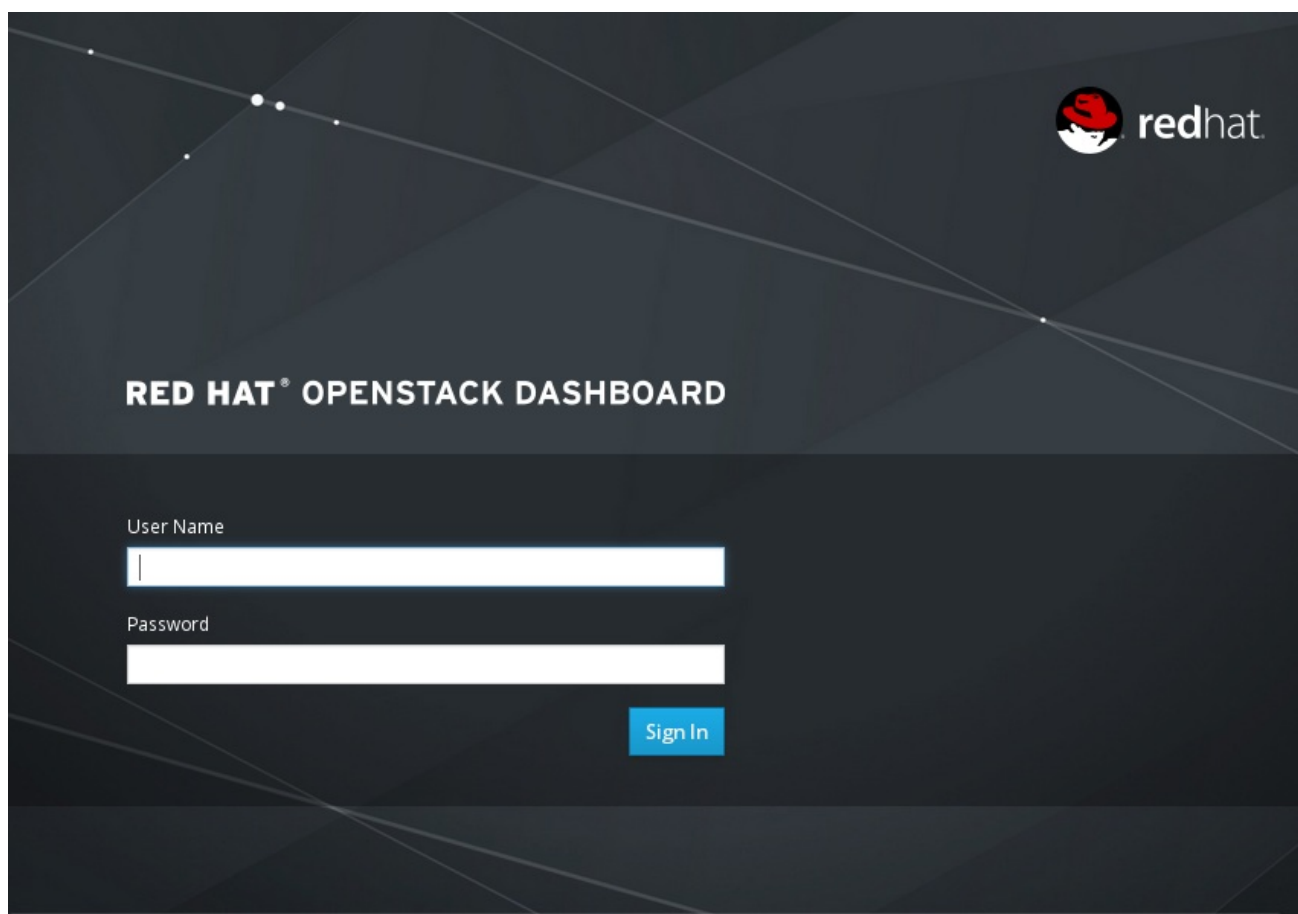 redhat.
RED HAT® OPENSTACK DASHBOARD
User Name
Password
Sign In